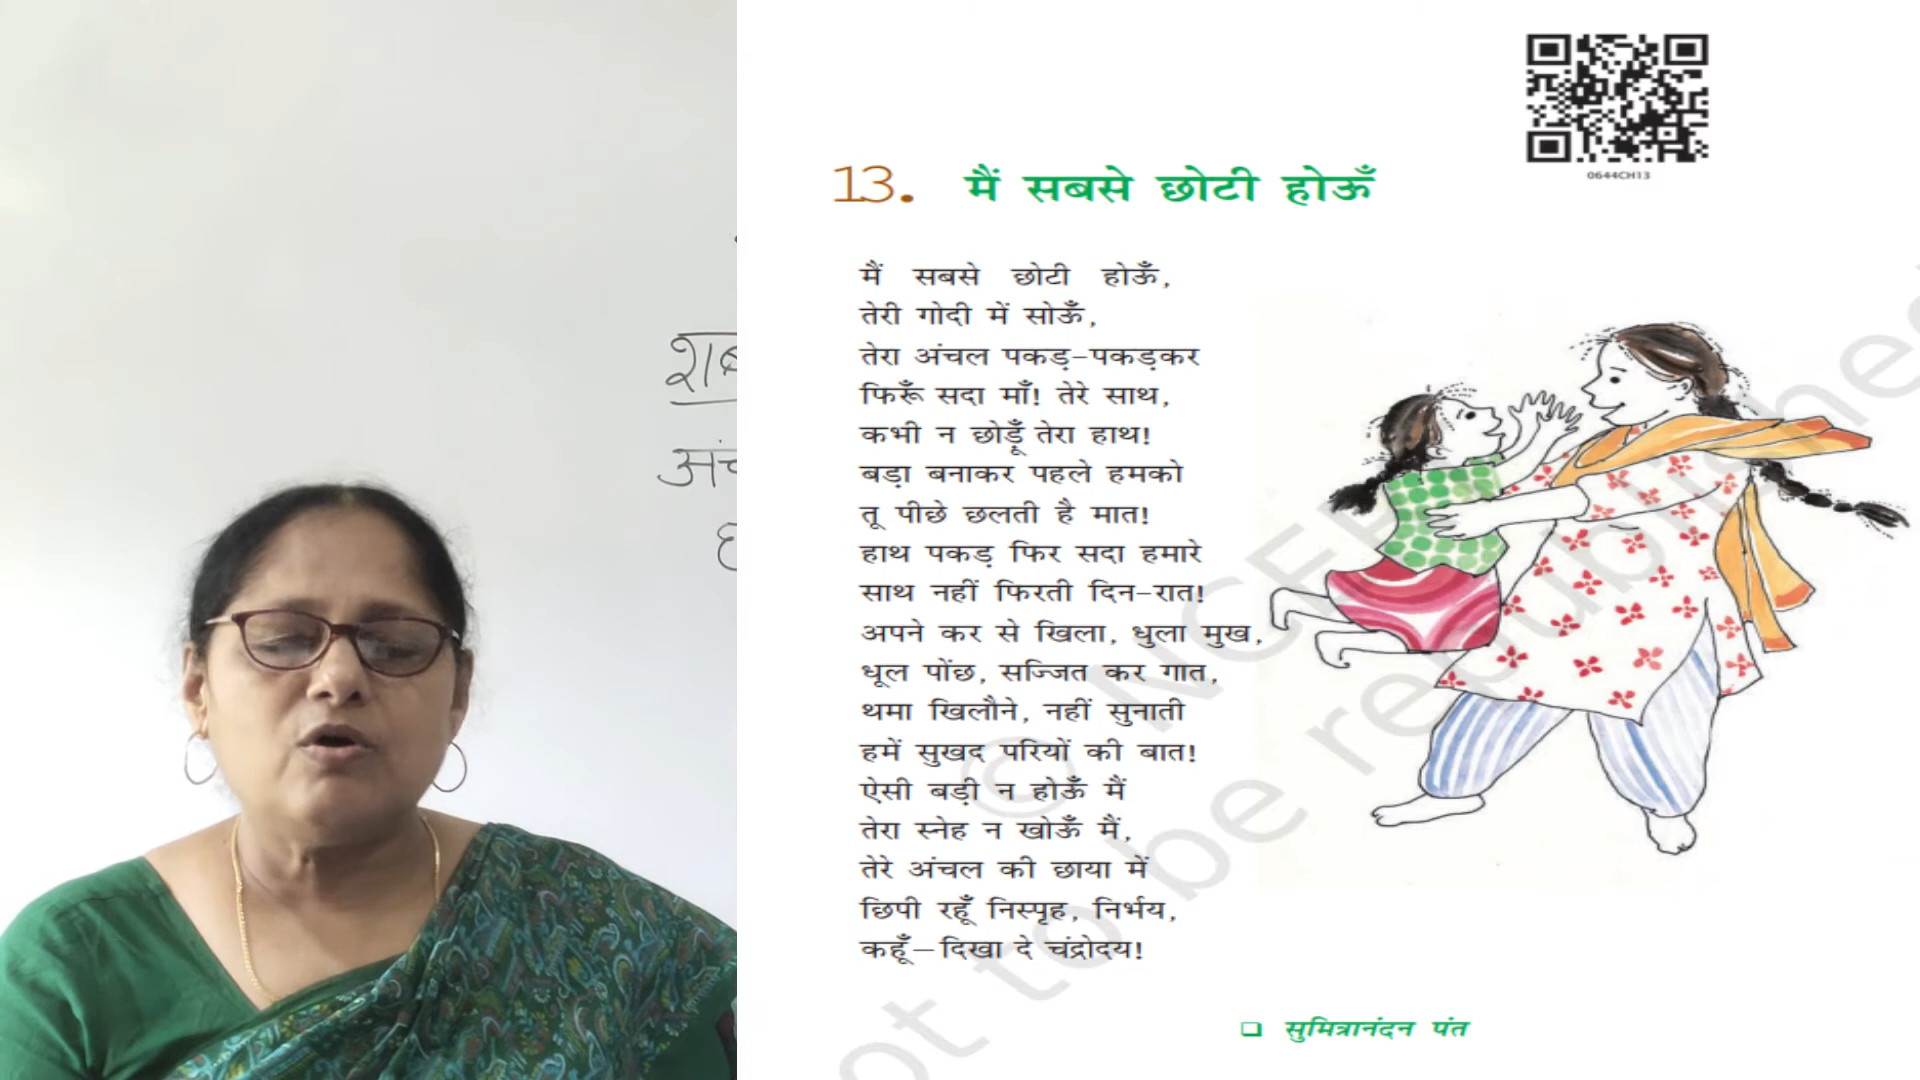 0644CH13
13. मैं सबसे छोटी होऊँ
मैं सबसे छोटी होऊँ,
तेरी गोदी में सोऊँ,
तेरा अंचल पकड़-पकड़कर
फिरूँ सदा माँ! तेरे साथ,
कभी न छोड़ूँ तेरा हाथ!
बड़ा बनाकर पहले हमको
तू पीछे छलती है मात!
हाथ पकड़ फिर सदा हमारे
साथ नहीं फिरती दिन-रात!
अपने कर से खिला, धुला मुख,
धूल पोंछ, सज्जित कर गात,
थमा खिलौने, नहीं सुनाती
हमें सुखद परियों की बात!
ऐसी बड़ी न होऊँ मैं
तेरा स्नेह न खोऊँ मैं,
तेरे अंचल की छाया में
छिपी रहूँ निस्पृह, निर्भय,
कहूँ—दिखा दे चंद्रोदय!
❑ सुमित्रानंदन पंत